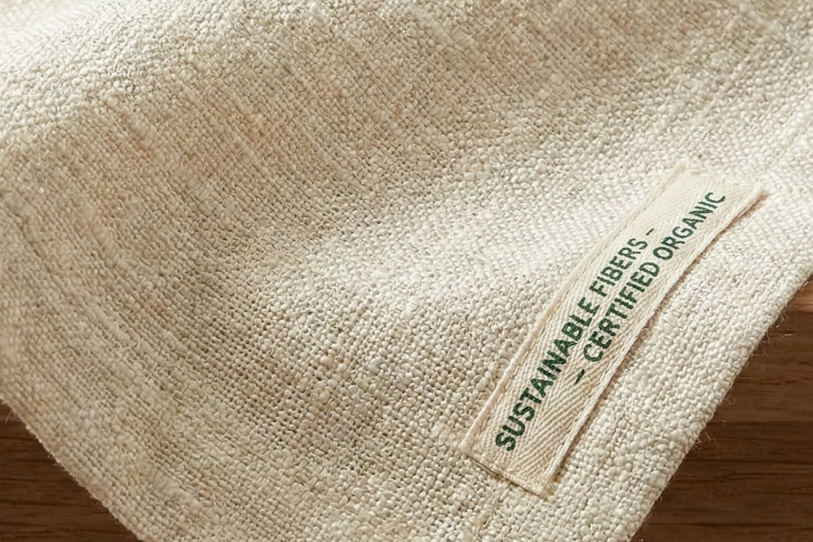 SUSTAINABLE FIBERS –
– CERTIFIED ORGANIC